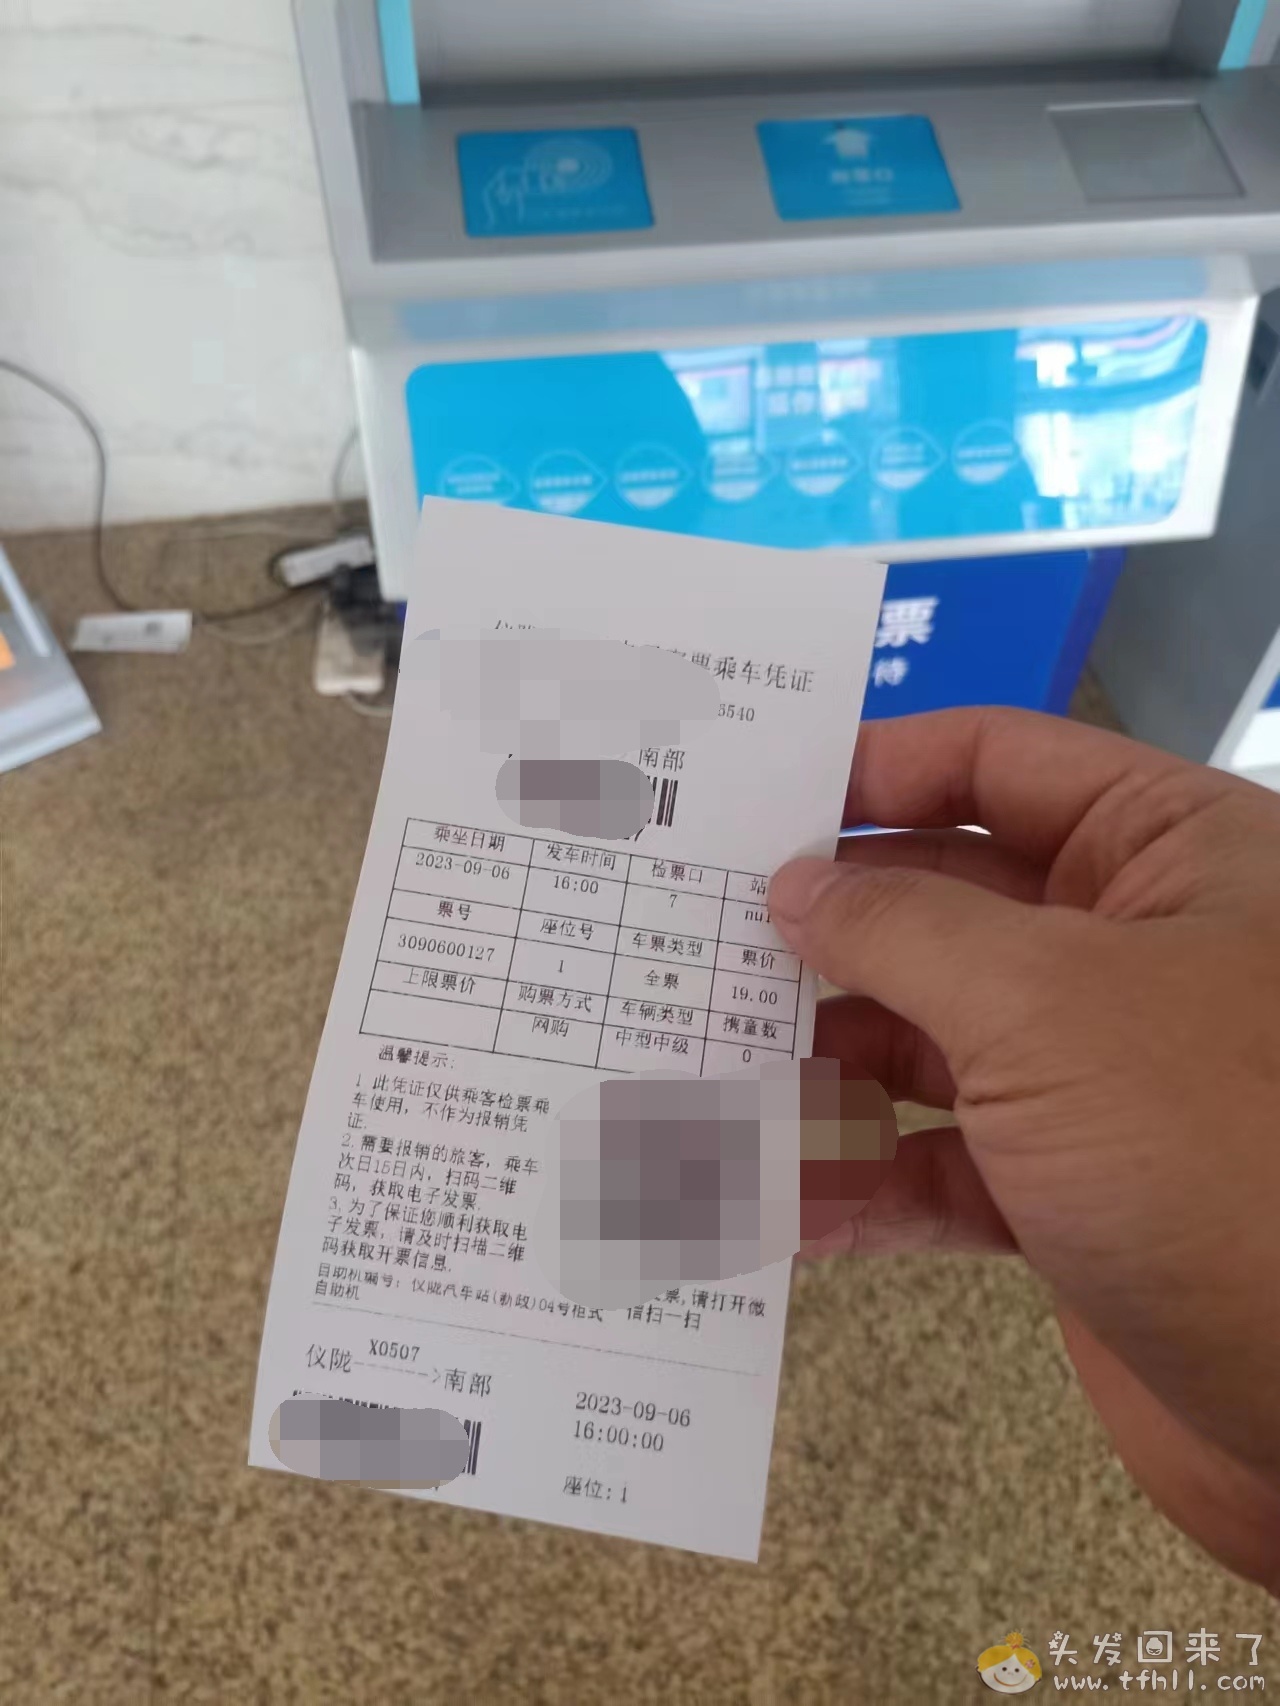 票
待
客票乘车凭证
6540
南部
乘坐日期 发车时间 检票口 站
2023-09-06 16:00 7
票号 座位号 车票类型 票价
3090600127 1 全票 19.00
上限票价 购票方式 车辆类型 携童数
网购 中型中级 0
温馨提示:
1.此凭证仅供乘客检票乘
车使用，不作为报销凭
证.
2.需要报销的旅客，乘车
次日15日内，扫码二维
码，获取电子发票.
3.为了保证您顺利获取电
子发票，请及时扫描二维
码获取开票信息.
票,请打开微
信扫一扫
自助机编号: 仪陇汽车站(勤政)04号柜式
自助机
X0507
仪陇------>南部
2023-09-06
16:00:00
座位:1
头发回来了
www.tfhll.com